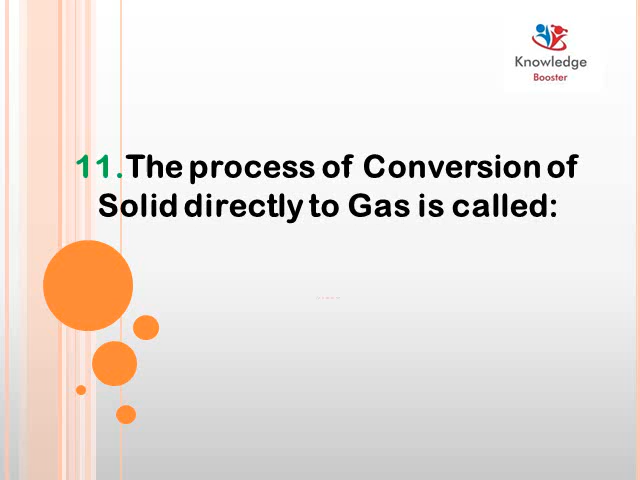 Knowledge
Booster
11.The process of Conversion of
Solid directly to Gas is called: